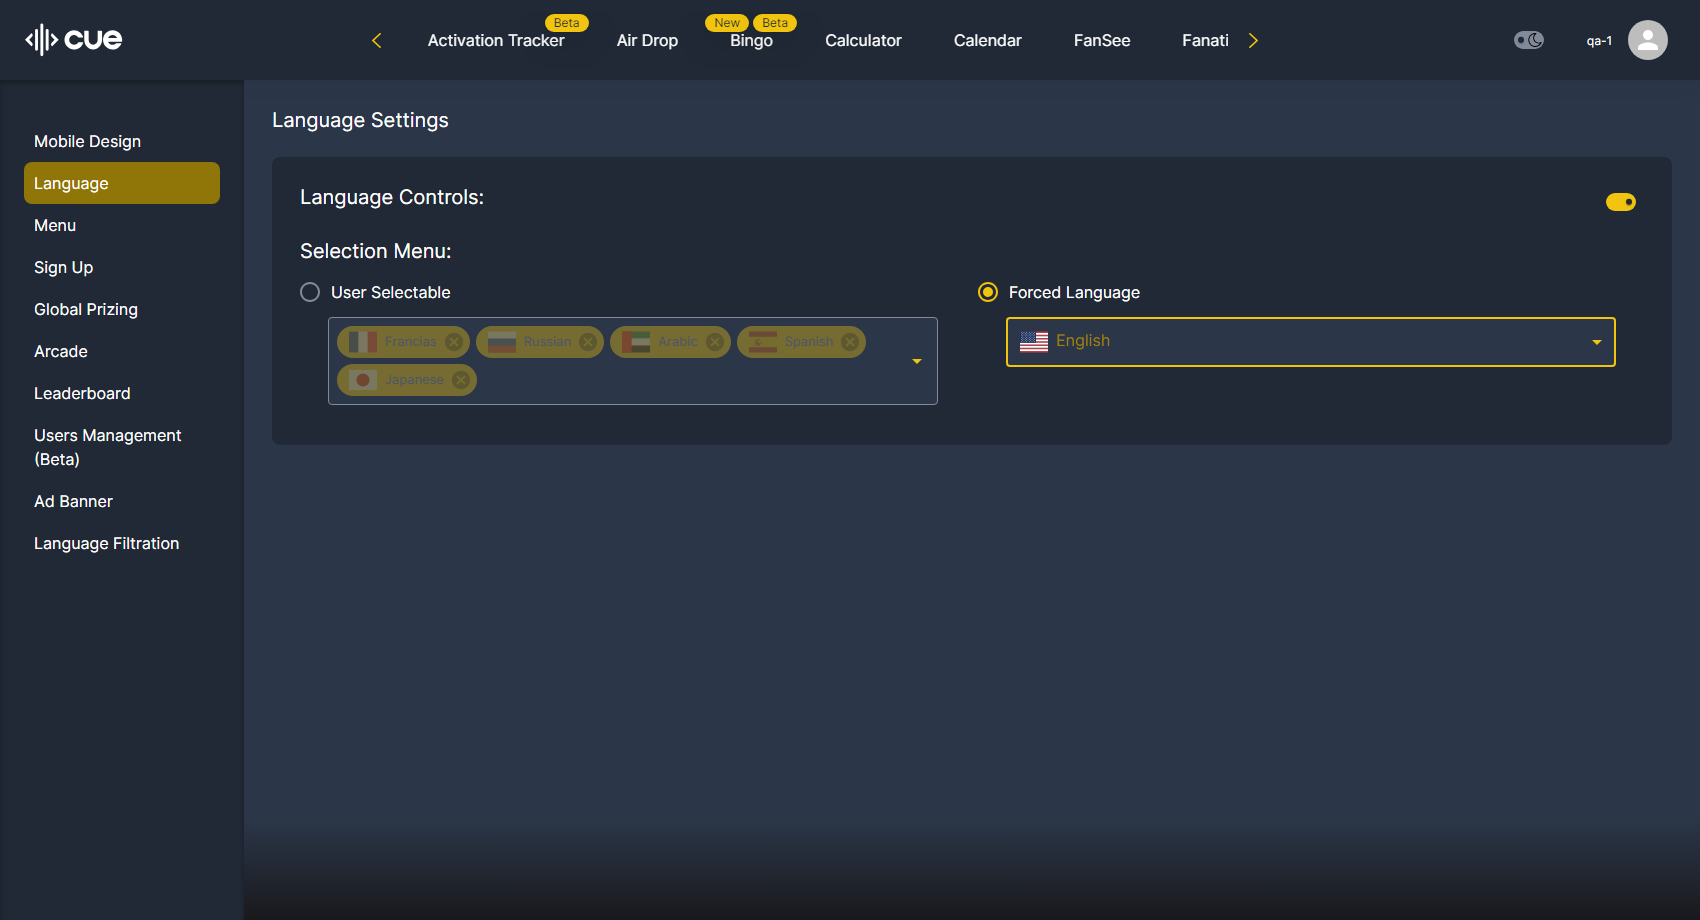 cue
Beta
New
Beta
Activation Tracker
Air Drop
Bingo
Calculator
Calendar
FanSee
Fanati
qa-1
Mobile Design
Language
Menu
Sign Up
Global Prizing
Arcade
Leaderboard
Users Management
(Beta)
Ad Banner
Language Filtration
Language Settings
Language Controls:
Selection Menu:
User Selectable
Francias
Russian
Arabic
Spanish
Japanese
Forced Language
English